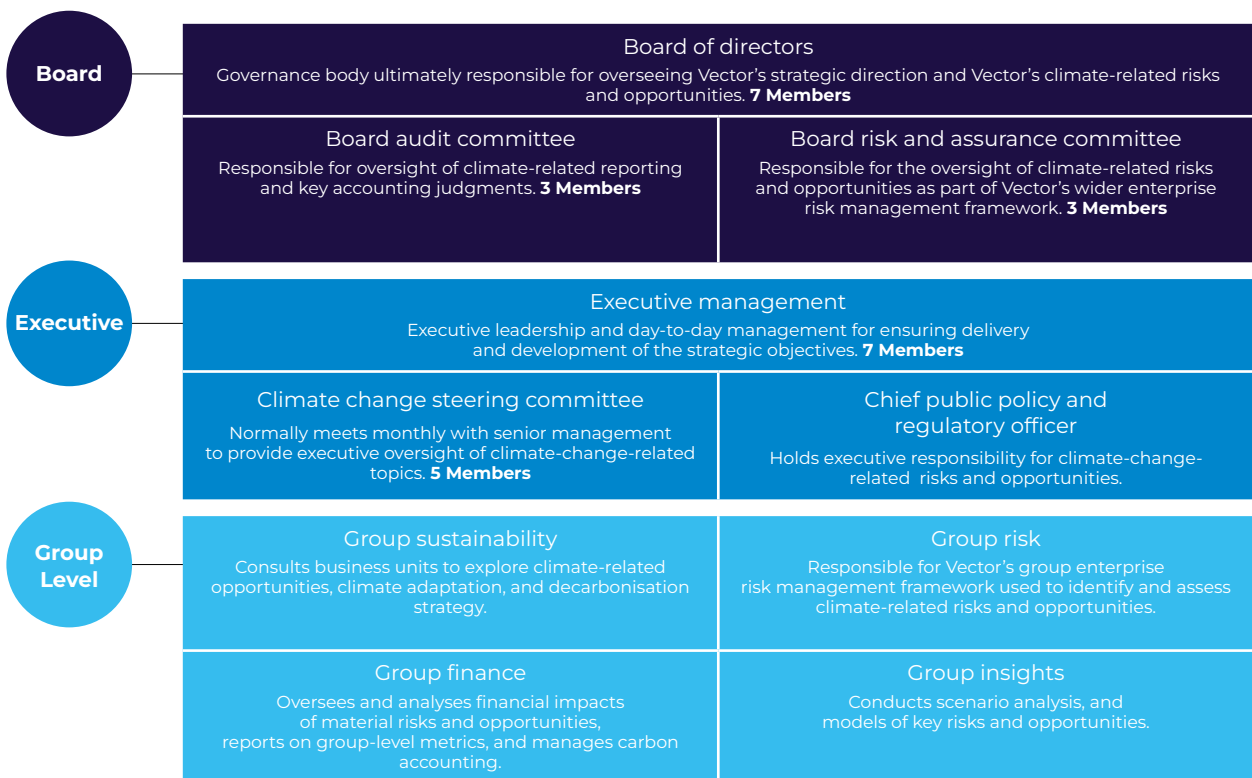 Board
Board of directors
Governance body ultimately responsible for overseeing Vector’s strategic direction and Vector’s climate-related risks
and opportunities. 7 Members
Board audit committee
Responsible for oversight of climate-related reporting
and key accounting judgments. 3 Members
Board risk and assurance committee
Responsible for the oversight of climate-related risks
and opportunities as part of Vector’s wider enterprise
risk management framework. 3 Members
Executive
Executive management
Executive leadership and day-to-day management for ensuring delivery
and development of the strategic objectives. 7 Members
Climate change steering committee
Normally meets monthly with senior management
to provide executive oversight of climate-change-related
topics. 5 Members
Chief public policy and
regulatory officer
Holds executive responsibility for climate-change-
related risks and opportunities.
Group
Level
Group sustainability
Consults business units to explore climate-related
opportunities, climate adaptation, and decarbonisation
strategy.
Group risk
Responsible for Vector’s group enterprise
risk management framework used to identify and assess
climate-related risks and opportunities.
Group finance
Oversees and analyses financial impacts
of material risks and opportunities,
reports on group-level metrics, and manages carbon
accounting.
Group insights
Conducts scenario analysis, and
models of key risks and opportunities.